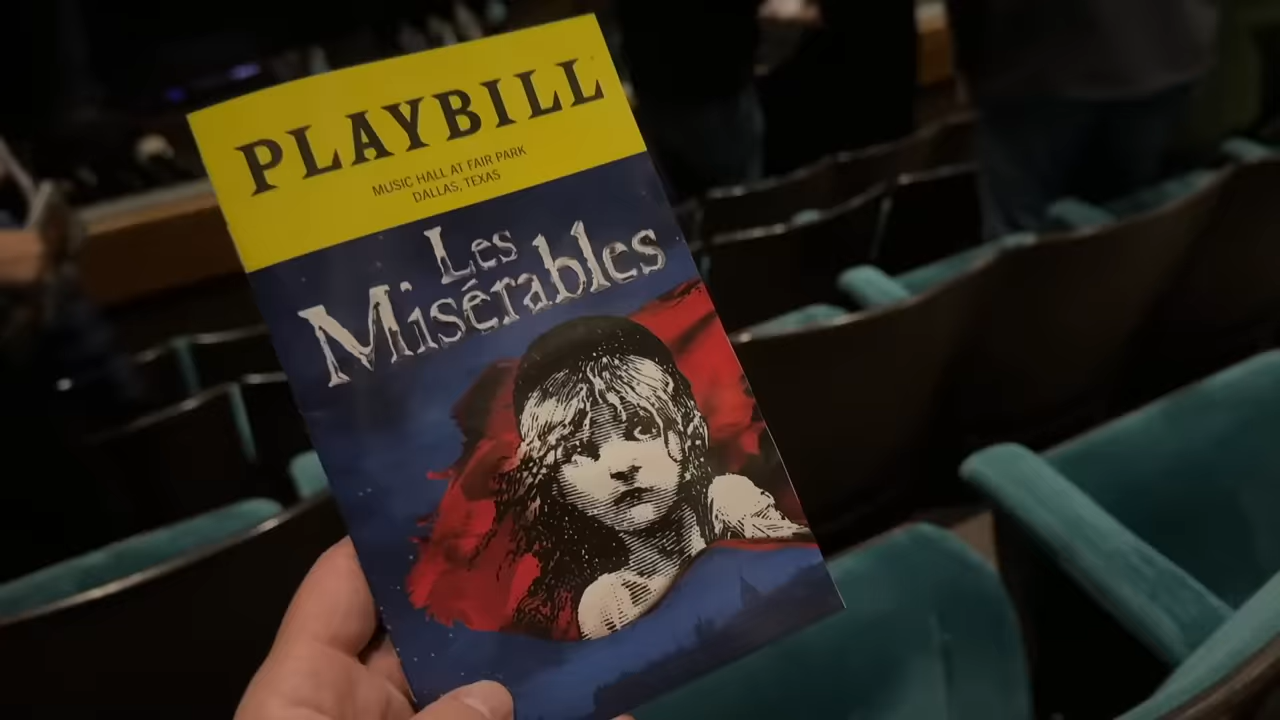 PLAYBILL
MUSIC HALL AT FAIR PARK
DALLAS, TEXAS
Les
Misérables